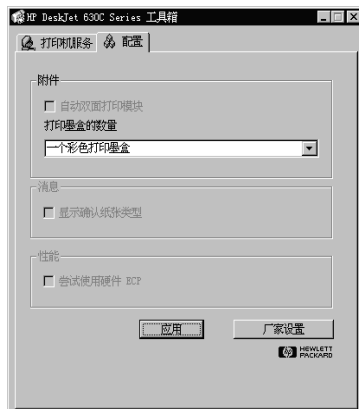 HP DeskJet 630C Series 工具箱
打印机服务 配置
附件
自动双面打印模块
打印墨盒的数量
一个彩色打印墨盒
消息
显示确认纸张类型
性能
尝试使用硬件 ECP
应用 厂家设置
hp HEWLETT
PACKARD